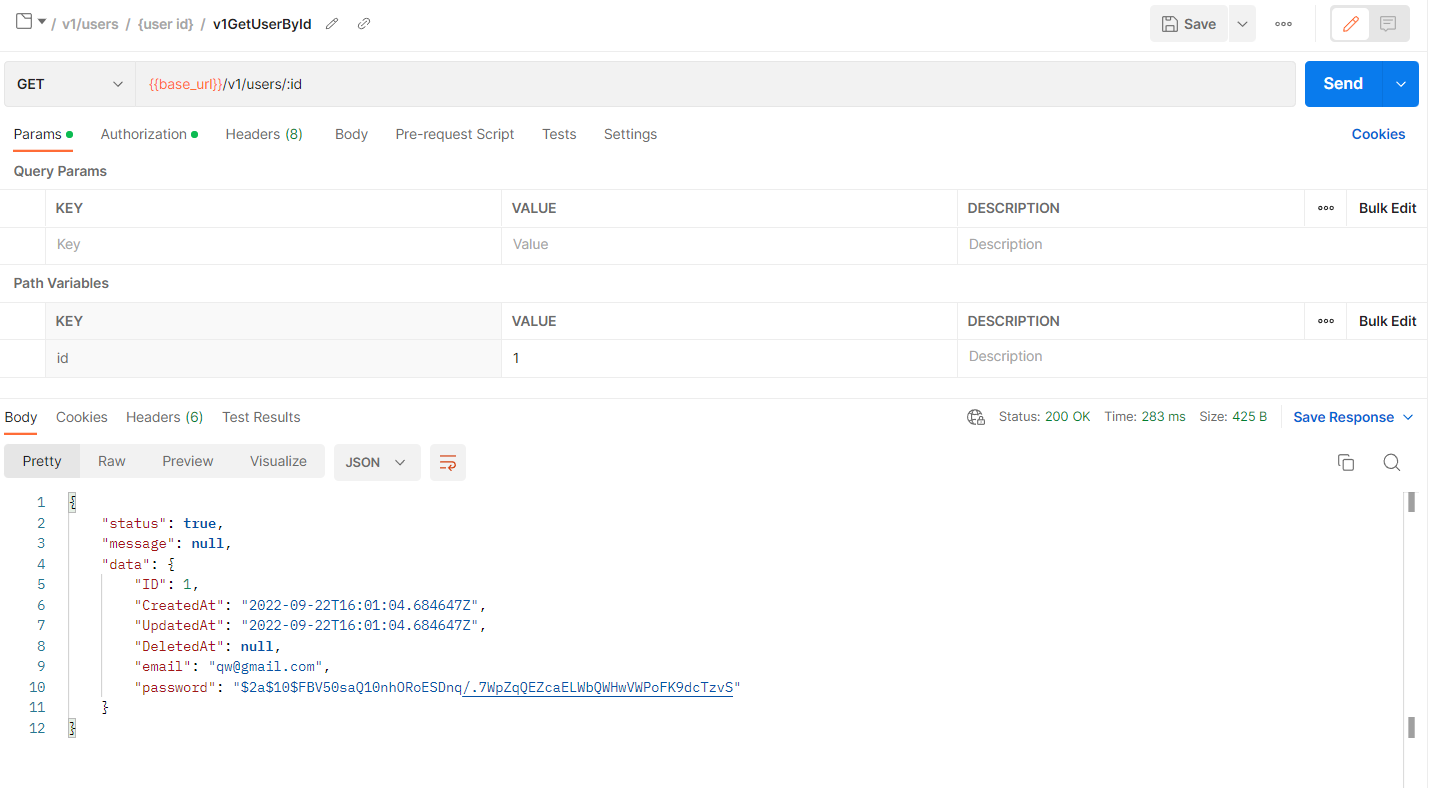 / v1/users / {user id} / v1GetUserById Save
GET {{base_url}}/v1/users/:id Send
Params Authorization Headers (8) Body Pre-request Script Tests Settings Cookies
Query Params
KEY VALUE DESCRIPTION Bulk Edit
Key Value Description
Path Variables
KEY VALUE DESCRIPTION Bulk Edit
id 1 Description
Body Cookies Headers (6) Test Results Status: 200 OK Time: 283 ms Size: 425 B Save Response
Pretty Raw Preview Visualize JSON
1 {
2 "status": true,
3 "message": null,
4 "data": {
5 "ID": 1,
6 "CreatedAt": "2022-09-22T16:01:04.684647Z",
7 "UpdatedAt": "2022-09-22T16:01:04.684647Z",
8 "DeletedAt": null,
9 "email": "qw@gmail.com",
10 "password": "$2a$10$FBV50saQ10nhORoESDnq/.7WpZqQEZcaELWbQWHwVWPoFK9dcTzvS"
11 }
12 }